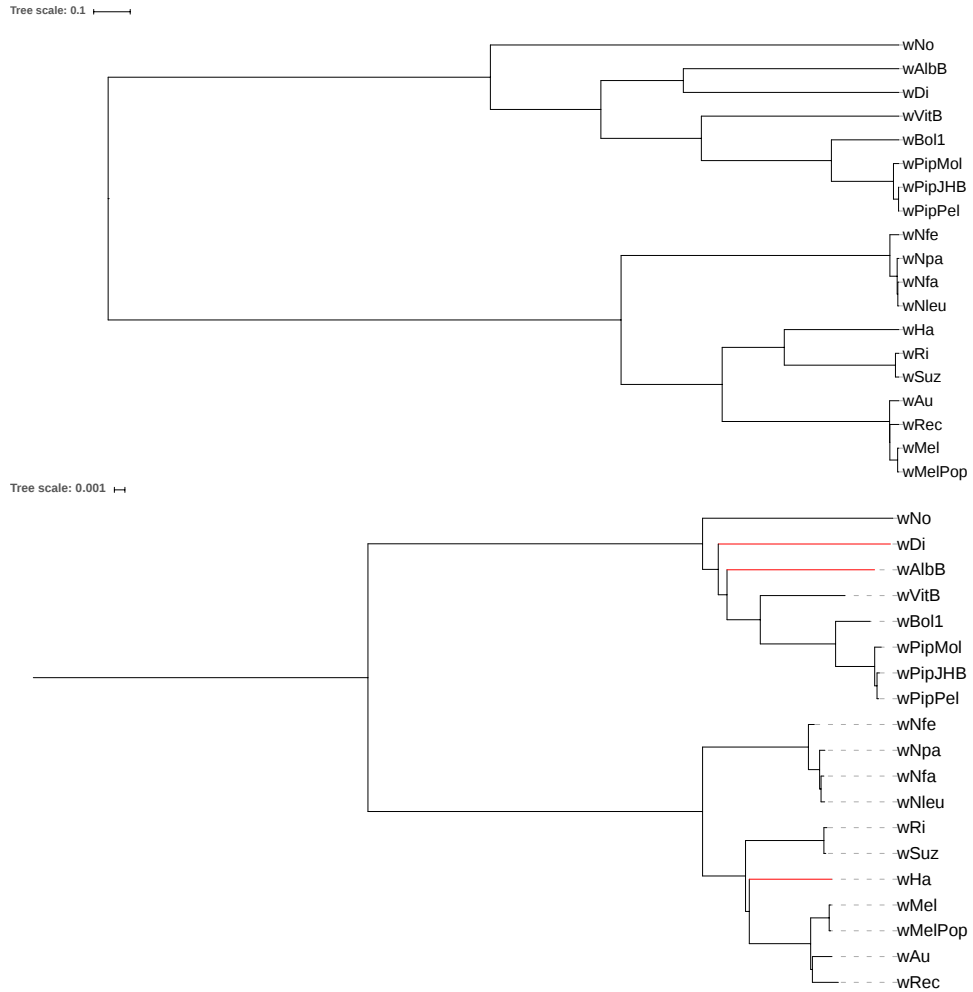 Tree scale: 0.1
wNo
wAlbB
wDi
wVitB
wBol1
wPipMol
wPipJHB
wPipPel
wNfe
wNpa
wNfa
wNleu
wHa
wRi
wSuz
wAu
wRec
wMel
wMelPop
Tree scale: 0.001
wNo
wDi
wAlbB
wVitB
wBol1
wPipMol
wPipJHB
wPipPel
wNfe
wNpa
wNfa
wNleu
wRi
wSuz
wHa
wMel
wMelPop
wAu
wRec